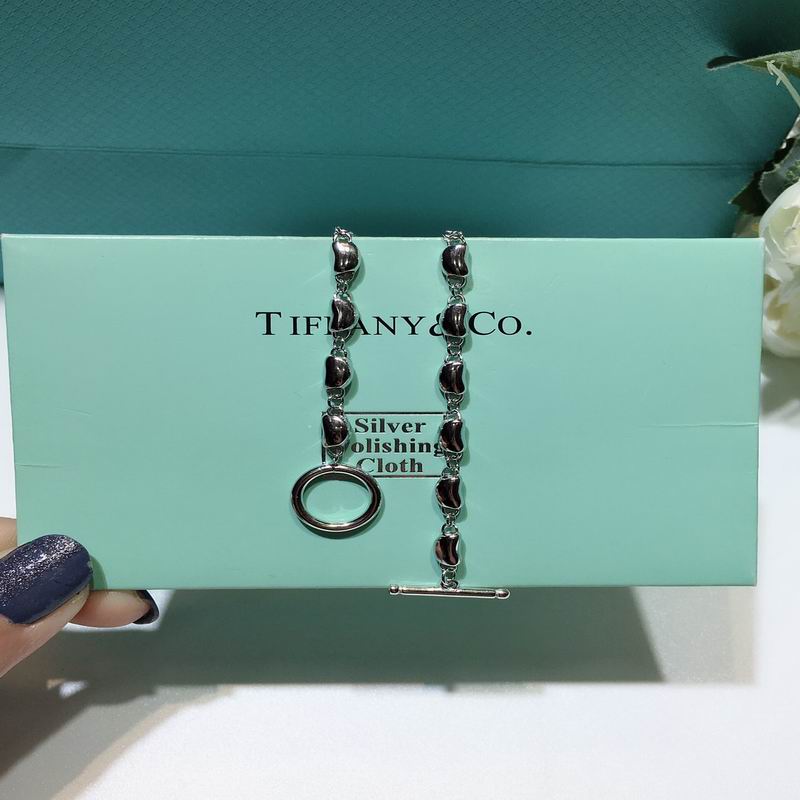 TIFFANY & CO.
Silver
Polishing
Cloth